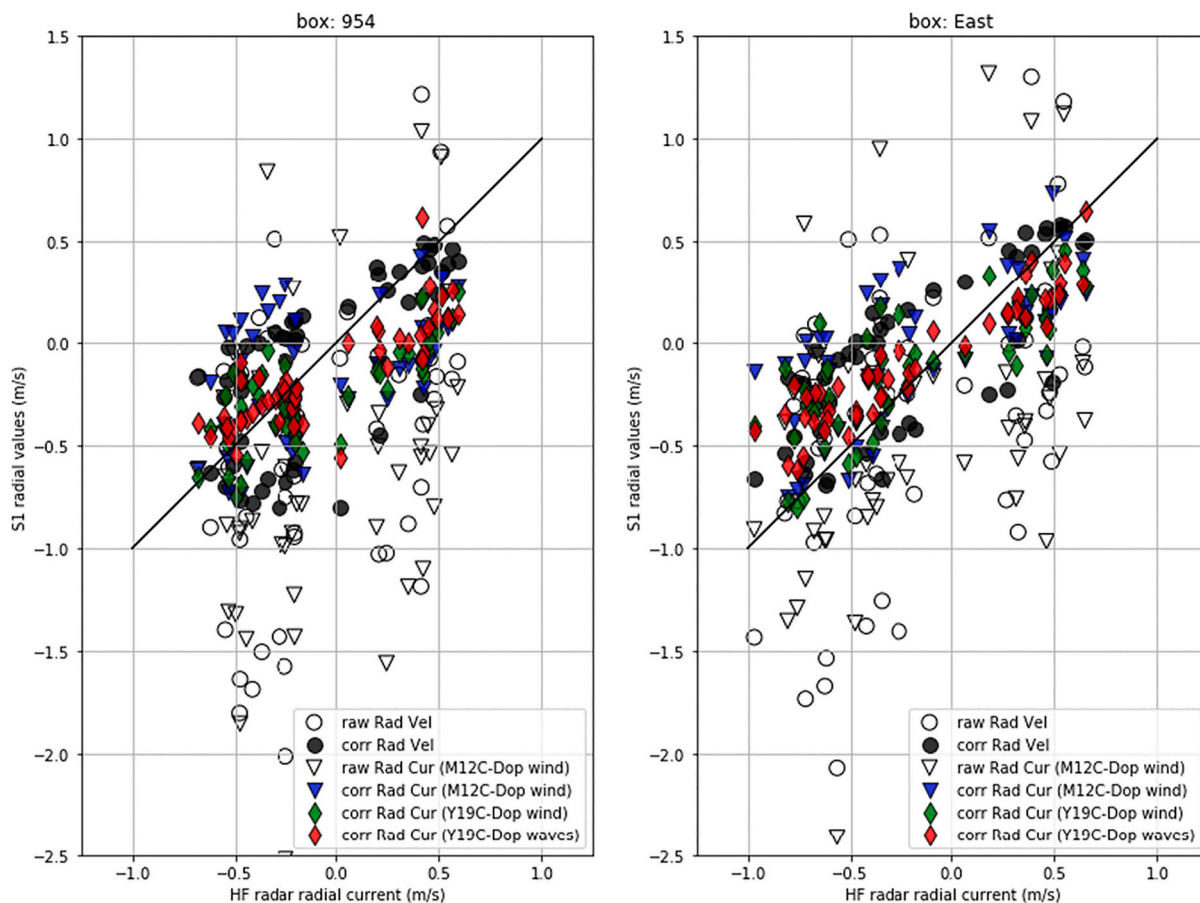 box: 954
1.5
1.0
0.5
0.0
−0.5
−1.0
−1.5
−2.0
−2.5
S1 radial values (m/s)
raw Rad Vel
corr Rad Vel
raw Rad Cur (M12C-Dop wind)
corr Rad Cur (M12C-Dop wind)
corr Rad Cur (Y19C-Dop wind)
corr Rad Cur (Y19C-Dop waves)
−1.0 −0.5 0.0 0.5 1.0
HF radar radial current (m/s)
box: East
1.5
1.0
0.5
0.0
−0.5
−1.0
−1.5
−2.0
−2.5
S1 radial values (m/s)
raw Rad Vel
corr Rad Vel
raw Rad Cur (M12C-Dop wind)
corr Rad Cur (M12C-Dop wind)
corr Rad Cur (Y19C-Dop wind)
corr Rad Cur (Y19C-Dop waves)
−1.0 −0.5 0.0 0.5 1.0
HF radar radial current (m/s)